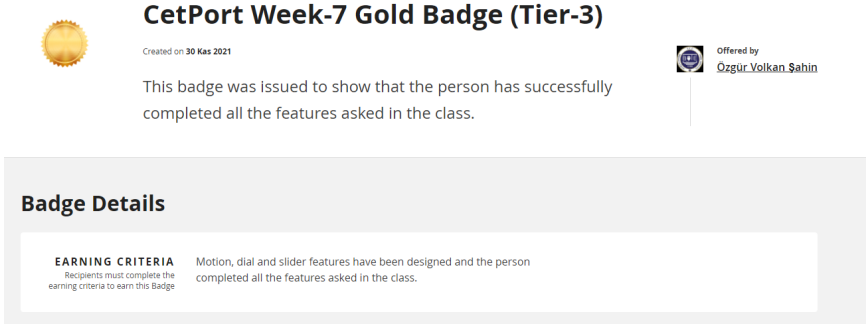 CetPort Week-7 Gold Badge (Tier-3)
Created on 30 Kas 2021
Offered by
Özgür Volkan Şahin
This badge was issued to show that the person has successfully
completed all the features asked in the class.
Badge Details
EARNING CRITERIA
Recipients must complete the
earning criteria to earn this Badge
Motion, dial and slider features have been designed and the person
completed all the features asked in the class.